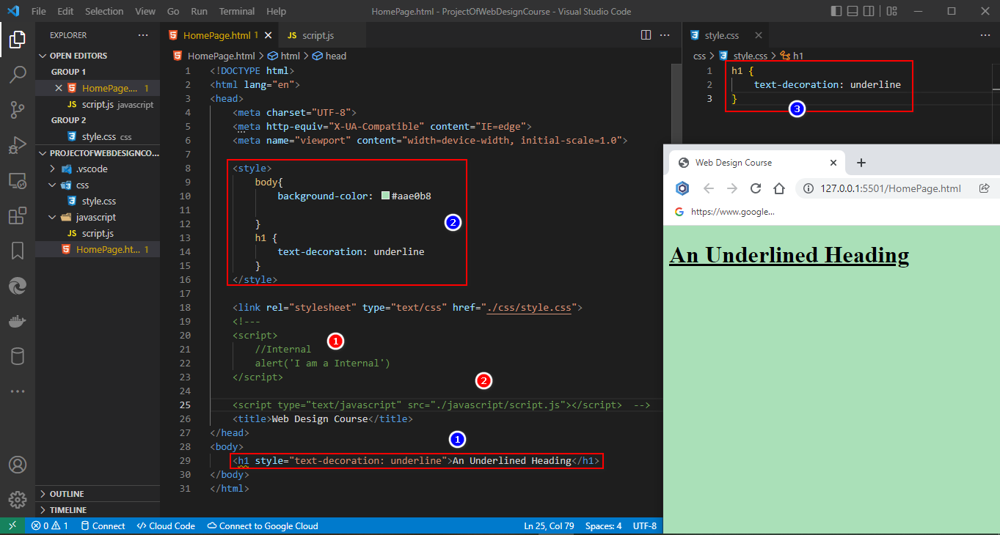 File Edit Selection View Go Run Terminal Help HomePage.html - ProjectOfWebDesignCourse - Visual Studio Code
EXPLORER
OPEN EDITORS
GROUP 1
HomePage.... 1
JS script.js javascript
GROUP 2
style.css css
PROJECTOFWEBDESIGNCO...
.vscode
css
style.css
javascript
JS script.js
HomePage.ht... 1
OUTLINE
TIMELINE
HomePage.html 1 JS script.js
HomePage.html > html > head
1 <!DOCTYPE html>
2 <html lang="en">
3 <head>
4 <meta charset="UTF-8">
5 <meta http-equiv="X-UA-Compatible" content="IE=edge">
6 <meta name="viewport" content="width=device-width, initial-scale=1.0">
7
8 <style>
9 body{
10 background-color: #aae0b8
11
12 }
2
13 h1 {
14 text-decoration: underline
15 }
16 </style>
17
18 <link rel="stylesheet" type="text/css" href="./css/style.css">
19 <!---
20 <script>
1
21 //Internal
22 alert('I am a Internal')
23 </script>
2
24
25 <script type="text/javascript" src="./javascript/script.js"></script> -->
26 <title>Web Design Course</title>
27 </head>
1
28 <body>
29 <h1 style="text-decoration: underline">An Underlined Heading</h1>
30 </body>
31 </html>
style.css
css > style.css > h1
1 h1 {
2 text-decoration: underline
3 }
3
Web Design Course
127.0.0.1:5501/HomePage.html
https://www.google...
An Underlined Heading
0 1 Connect Cloud Code Connect to Google Cloud Ln 25, Col 79 Spaces: 4 UTF-8